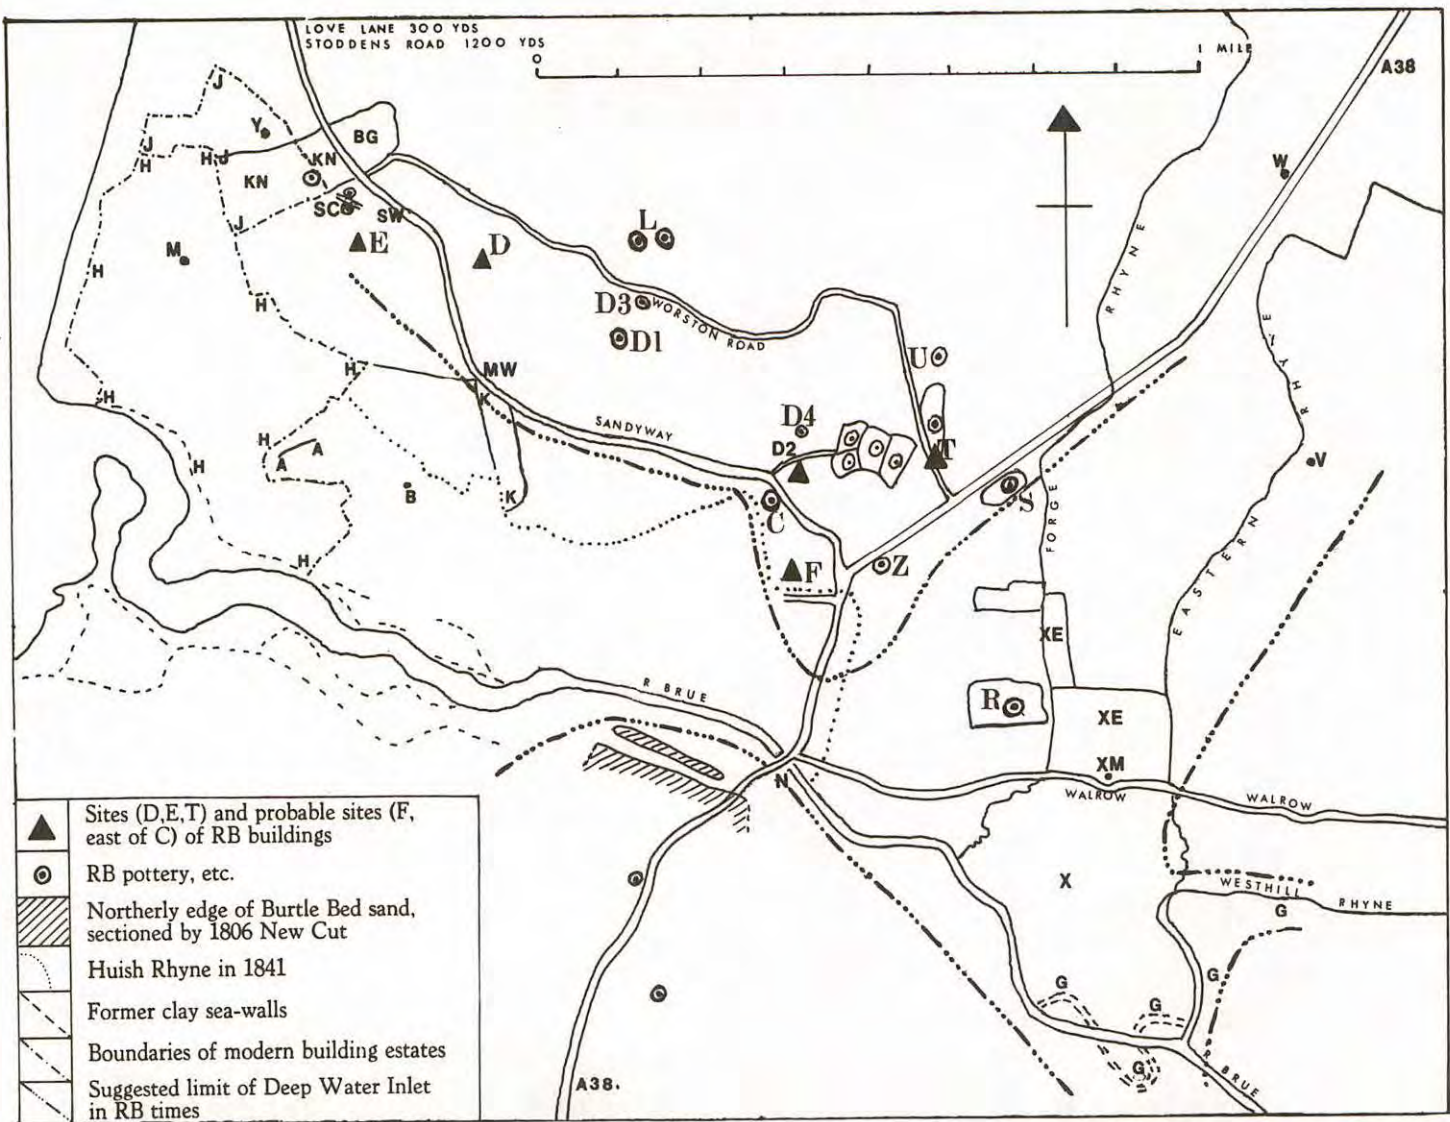 LOVE LANE 300 YDS
STODDENS ROAD 1200 YDS
0
1 MILE
A38
J
Y
BG
W
J
H
HJ
KN
KN
SC
SW
J
L
M
E
D
RHYNE
H
H
D3
WORSTON ROAD
D1
U
RHYNE
H
MW
H
K
SANDYWAY
D4
H
A
A
D2
T
H
B
K
V
C
S
FORGE
EASTERN
H
F
Z
XE
R BRUE
R
XE
XM
N
WALROW
WALROW
X
WESTHILL
RHYNE
G
G
G
G
G
R BRUE
A38.
Sites (D,E,T) and probable sites (F,
east of C) of RB buildings
RB pottery, etc.
Northerly edge of Burtle Bed sand,
sectioned by 1806 New Cut
Huish Rhyne in 1841
Former clay sea-walls
Boundaries of modern building estates
Suggested limit of Deep Water Inlet
in RB times